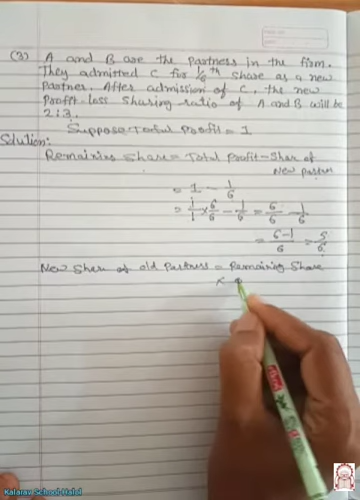 (3) A and B are the Partners in the firm.
They admitted C for 1/6th share as a new
Partner. After admission of C, the new
Profit-loss sharing ratio of A and B will be
2:3.
Suppose Total Profit = 1
Solution:
Remaining Share = Total Profit - Share of
New partner
= 1 - 1/6
= 1/1 × 6/6 - 1/6 = 6/6 - 1/6
= 6-1/6 = 5/6
New Share of old Partners = Remaining Share
×
Kalarav School Halol